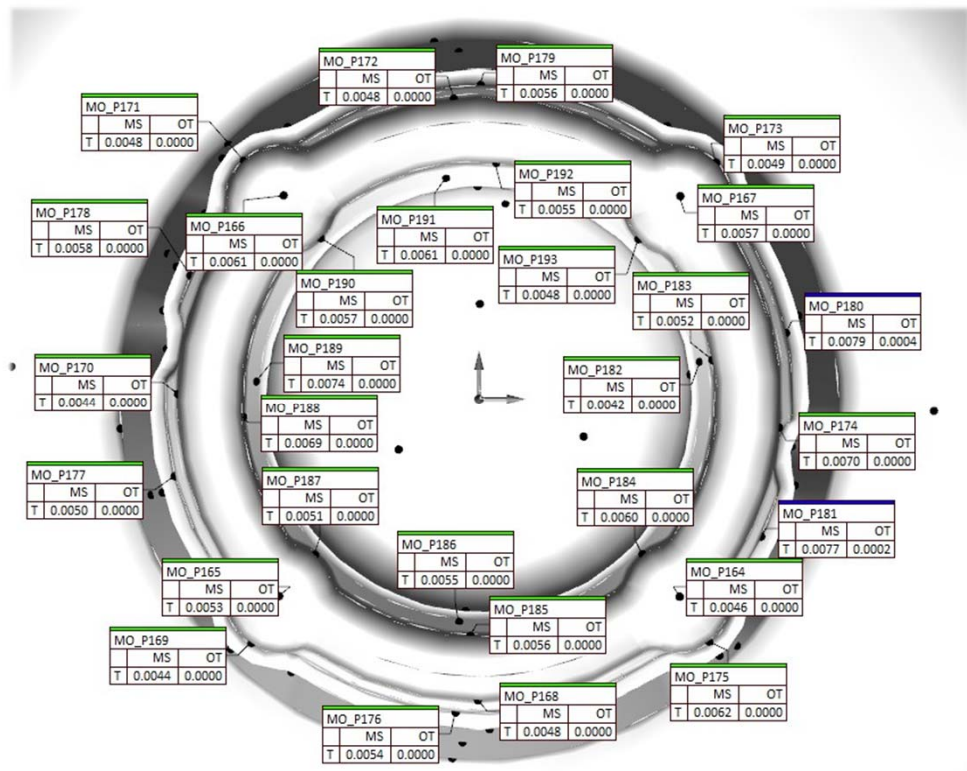 MO_P172
MS OT
T 0.0048 0.0000
MO_P179
MS OT
T 0.0056 0.0000
MO_P171
MS OT
T 0.0048 0.0000
MO_P173
MS OT
T 0.0049 0.0000
MO_P192
MS OT
T 0.0055 0.0000
MO_P167
MS OT
T 0.0057 0.0000
MO_P178
MS OT
T 0.0058 0.0000
MO_P166
MS OT
T 0.0061 0.0000
MO_P191
MS OT
T 0.0061 0.0000
MO_P193
MS OT
T 0.0048 0.0000
MO_P190
MS OT
T 0.0057 0.0000
MO_P183
MS OT
T 0.0052 0.0000
MO_P180
MS OT
T 0.0079 0.0004
MO_P189
MS OT
T 0.0074 0.0000
MO_P170
MS OT
T 0.0044 0.0000
MO_P182
MS OT
T 0.0042 0.0000
MO_P188
MS OT
T 0.0069 0.0000
MO_P174
MS OT
T 0.0070 0.0000
MO_P177
MS OT
T 0.0050 0.0000
MO_P187
MS OT
T 0.0051 0.0000
MO_P184
MS OT
T 0.0060 0.0000
MO_P181
MS OT
T 0.0077 0.0002
MO_P186
MS OT
T 0.0055 0.0000
MO_P165
MS OT
T 0.0053 0.0000
MO_P164
MS OT
T 0.0046 0.0000
MO_P185
MS OT
T 0.0056 0.0000
MO_P169
MS OT
T 0.0044 0.0000
MO_P175
MS OT
T 0.0062 0.0000
MO_P168
MS OT
T 0.0048 0.0000
MO_P176
MS OT
T 0.0054 0.0000